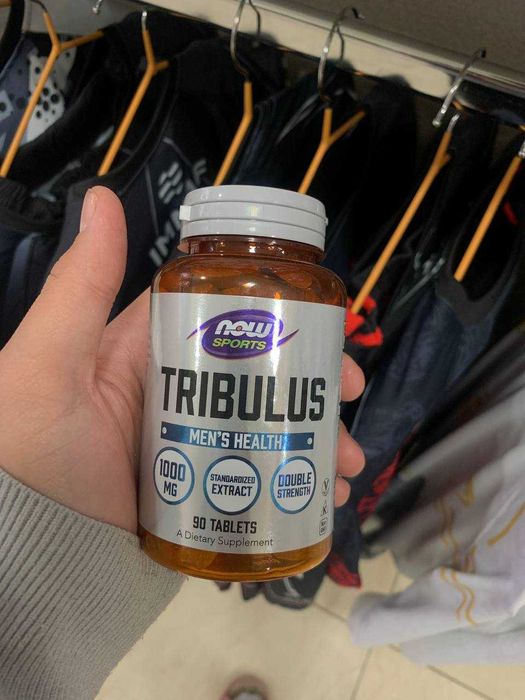 now
SPORTS
TRIBULUS
MEN'S HEALTH
1000
MG
STANDARDIZED
EXTRACT
DOUBLE
STRENGTH
90 TABLETS
A Dietary Supplement